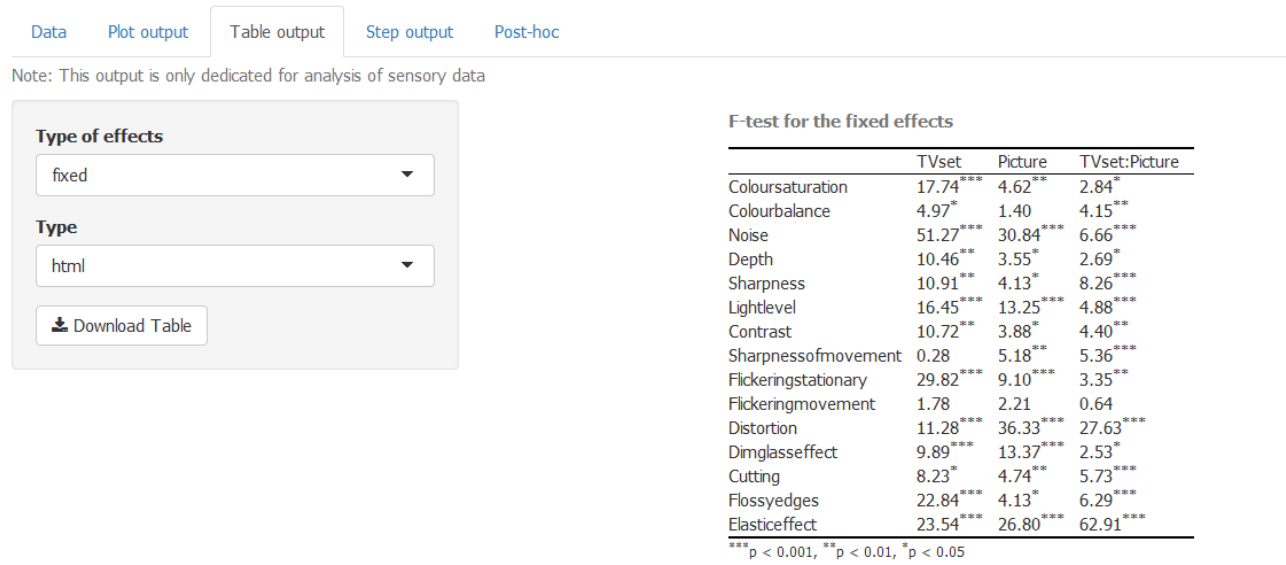 Data Plot output Table output Step output Post-hoc
Note: This output is only dedicated for analysis of sensory data
Type of effects
fixed
Type
html
Download Table
F-test for the fixed effects
TVset Picture TVset:Picture
Coloursaturation 17.74*** 4.62** 2.84*
Colourbalance 4.97* 1.40 4.15**
Noise 51.27*** 30.84*** 6.66***
Depth 10.46** 3.55* 2.69*
Sharpness 10.91** 4.13* 8.26***
Lightlevel 16.45*** 13.25*** 4.88***
Contrast 10.72** 3.88* 4.40**
Sharpnessofmovement 0.28 5.18** 5.36***
Flickeringstationary 29.82*** 9.10*** 3.35**
Flickeringmovement 1.78 2.21 0.64
Distortion 11.28*** 36.33*** 27.63***
Dimglasseffect 9.89*** 13.37*** 2.53*
Cutting 8.23* 4.74** 5.73***
Flossyedges 22.84*** 4.13* 6.29***
Elasticeffect 23.54*** 26.80*** 62.91***
***p < 0.001, **p < 0.01, *p < 0.05